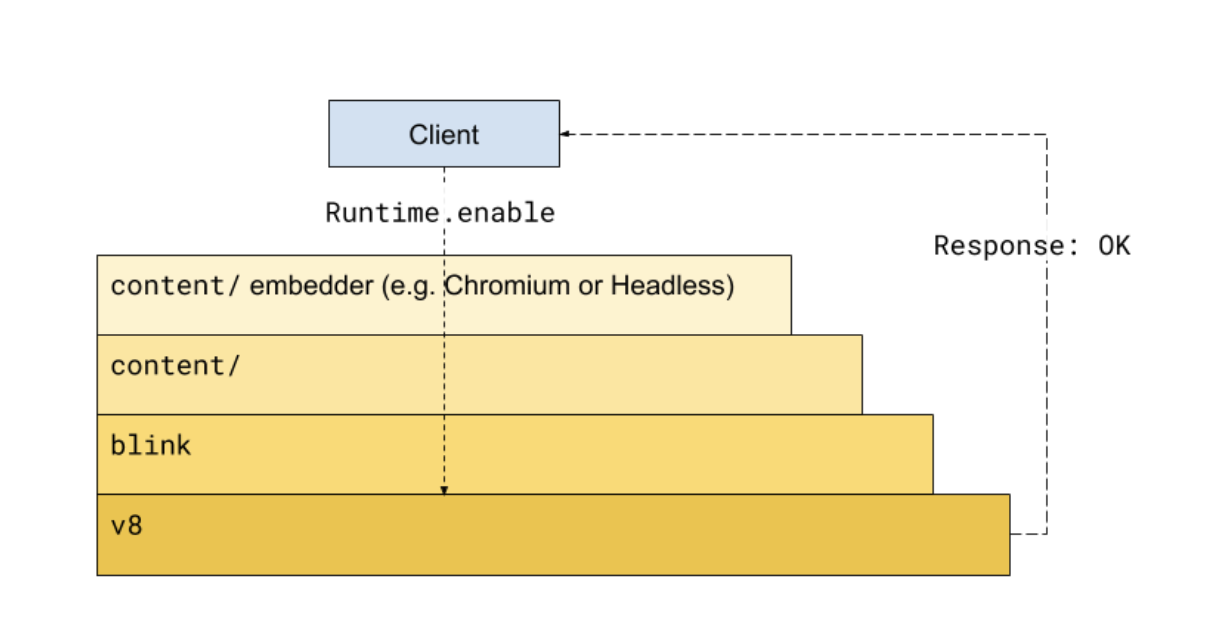 Client
Runtime.enable
Response: OK
content/ embedder (e.g. Chromium or Headless)
content/
blink
v8